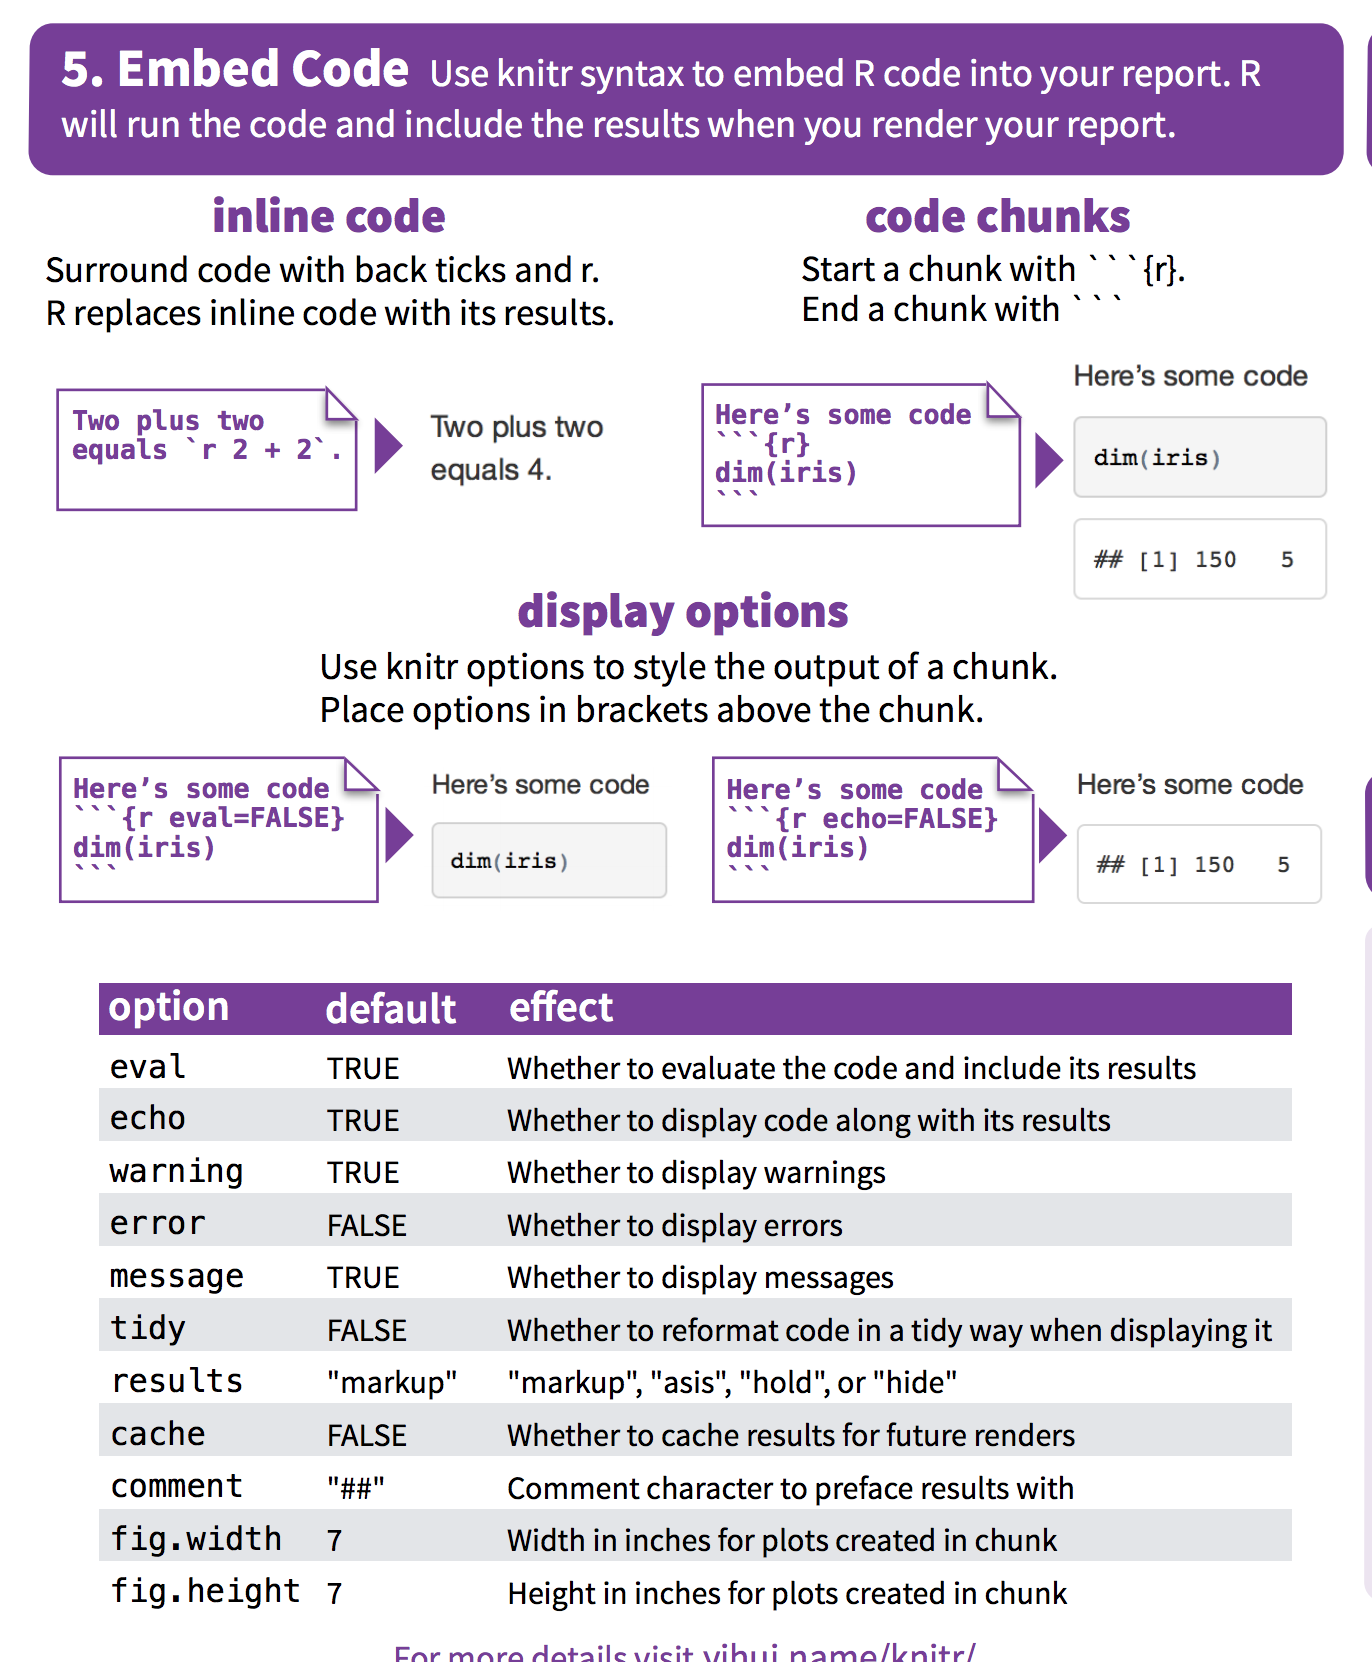 5. Embed Code Use knitr syntax to embed R code into your report. R
will run the code and include the results when you render your report.
inline code
Surround code with back ticks and r.
R replaces inline code with its results.
Two plus two
equals `r 2 + 2`.
Two plus two
equals 4.
code chunks
Start a chunk with ```{r}.
End a chunk with ```
Here’s some code
```{r}
dim(iris)
```
Here’s some code
dim(iris)
## [1] 150   5
display options
Use knitr options to style the output of a chunk.
Place options in brackets above the chunk.
Here’s some code
```{r eval=FALSE}
dim(iris)
```
Here’s some code
dim(iris)
Here’s some code
```{r echo=FALSE}
dim(iris)
```
Here’s some code
## [1] 150   5
option default effect
eval TRUE Whether to evaluate the code and include its results
echo TRUE Whether to display code along with its results
warning TRUE Whether to display warnings
error FALSE Whether to display errors
message TRUE Whether to display messages
tidy FALSE Whether to reformat code in a tidy way when displaying it
results "markup" "markup", "asis", "hold", or "hide"
cache FALSE Whether to cache results for future renders
comment "##" Comment character to preface results with
fig.width 7 Width in inches for plots created in chunk
fig.height 7 Height in inches for plots created in chunk
For more details visit yihui.name/knitr/